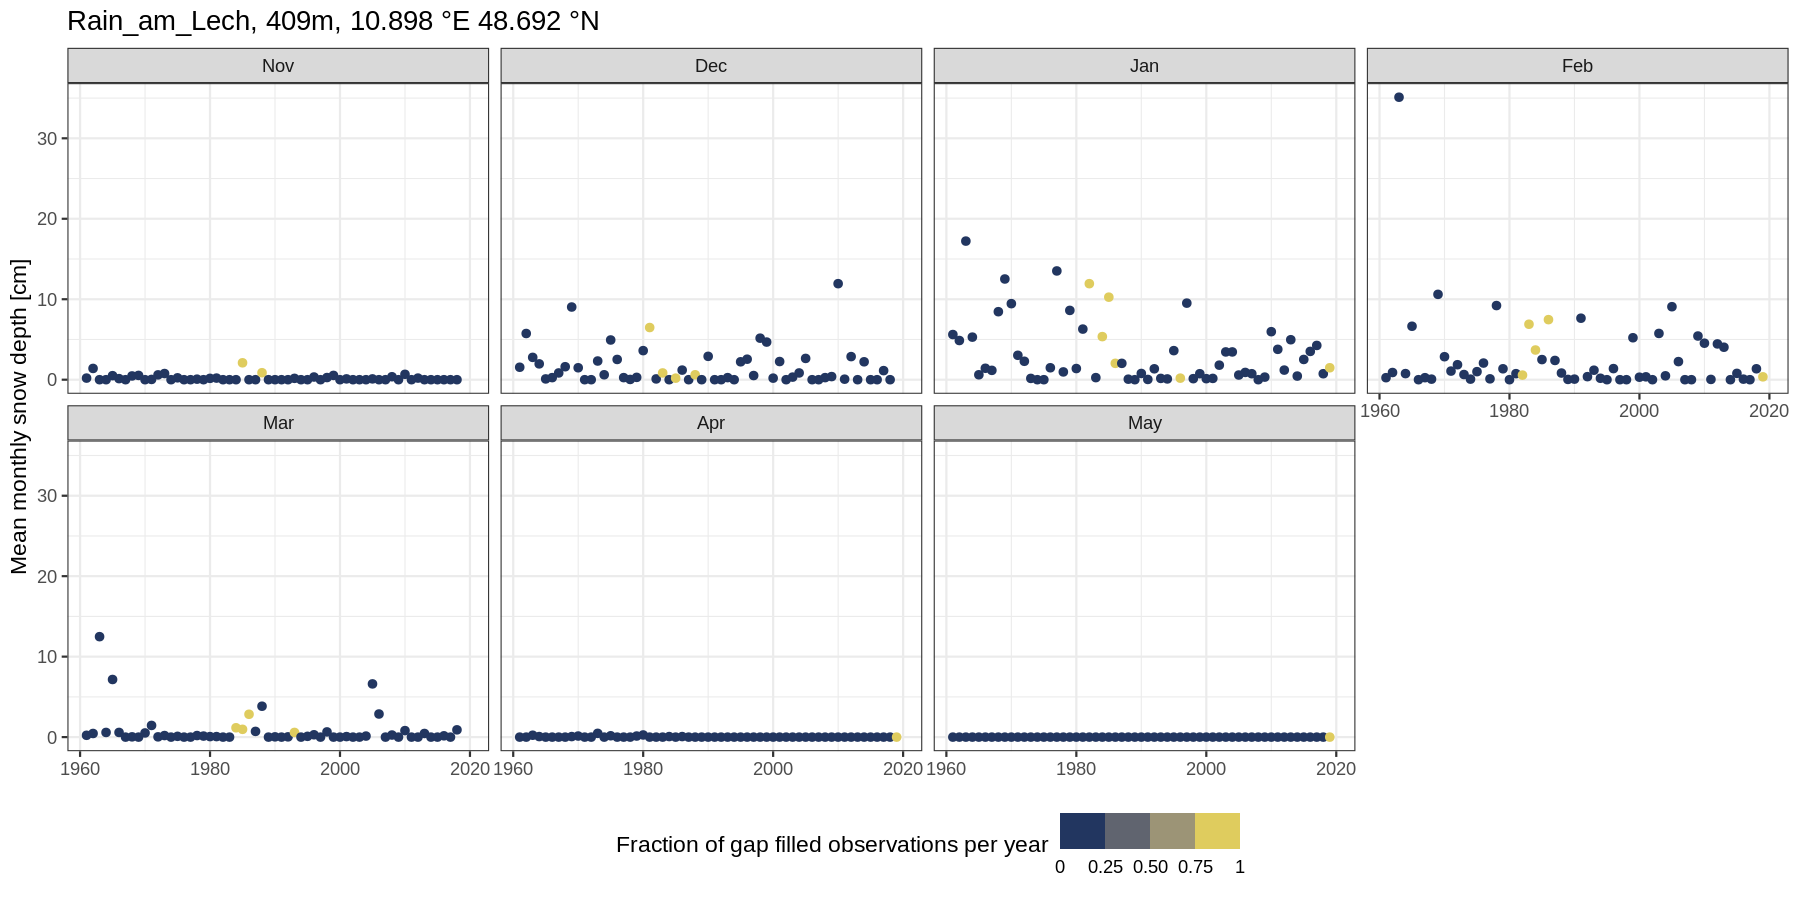 Rain_am_Lech, 409m, 10.898 °E 48.692 °N
Nov
Dec
Jan
Feb
Mean monthly snow depth [cm]
30
20
10
0
1960 1980 2000 2020
Mar
Apr
May
30
20
10
0
1960 1980 2000 2020
1960 1980 2000 2020
1960 1980 2000 2020
Fraction of gap filled observations per year
0 0.25 0.50 0.75 1